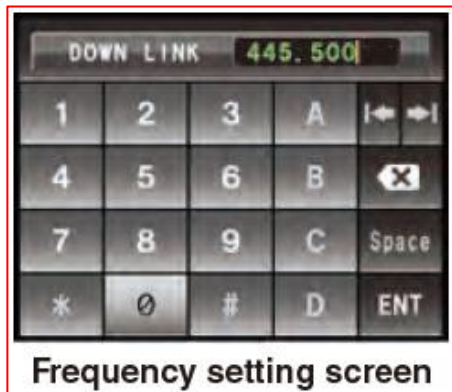 DOWN LINK 445.500
1 2 3 A
4 5 6 B
7 8 9 C Space
* 0 # D ENT
Frequency setting screen